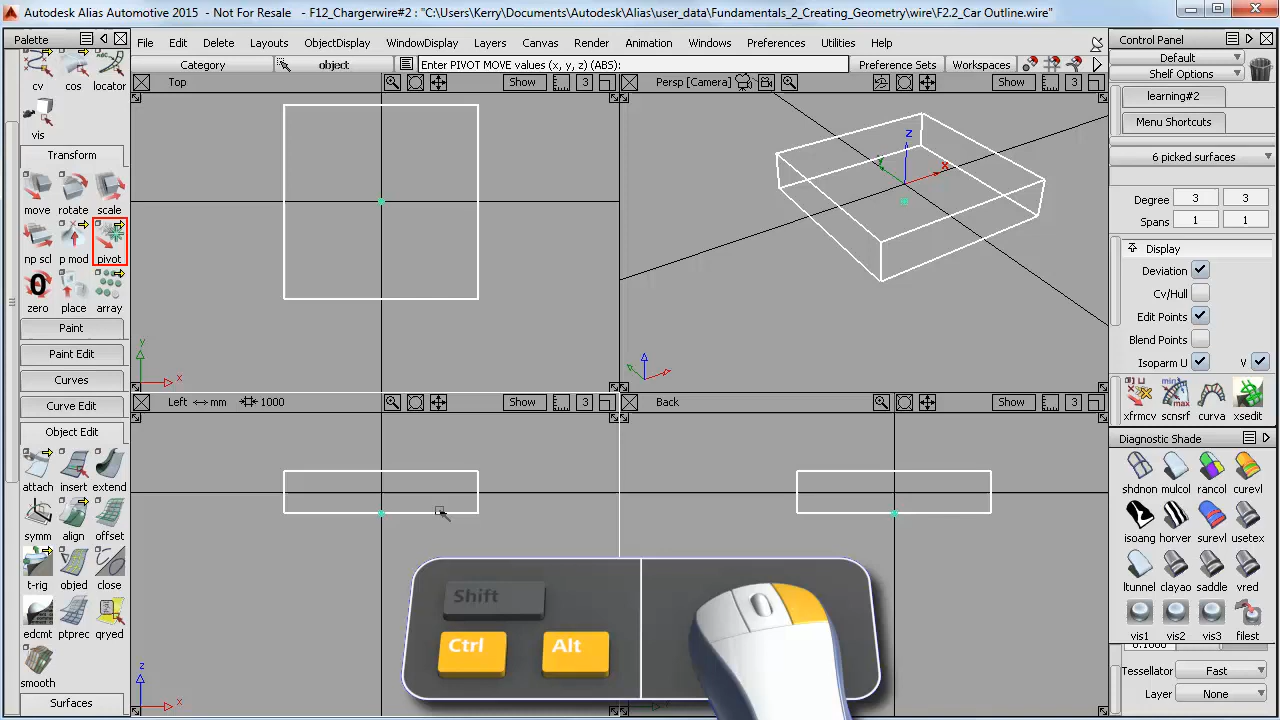 Autodesk Alias Automotive 2015 - Not For Resale - F12_Chargerwire#2 : "C:\Users\Kerry\Documents\Autodesk\Alias\user_data\Fundamentals_2_Creating_Geometry\wire\F2.2_Car Outline.wire"
Palette
File Edit Delete Layouts ObjectDisplay WindowDisplay Layers Canvas Render Animation Windows Preferences Utilities Help
Category object Enter PIVOT MOVE values (x, y, z) (ABS): Preference Sets Workspaces
cv cos locator
vis
Transform
move rotate scale
np scl p mod pivot
0
zero place array
Paint
Paint Edit
Curves
Curve Edit
Object Edit
attach insert extend
symm align offset
t-rig objed close
edcmt ptprec qryed
smooth
Surfaces
Top Show 3
y
x
Persp [Camera] Show 3
z
y
x
Left mm 1000 Show 3
z
x
Back Show 3
Shift
Ctrl Alt
Control Panel
Default
Shelf Options
learning#2
Menu Shortcuts
6 picked surfaces
Degree 3 3
Spans 1 1
Display
Deviation
Cv/Hull
Edit Points
Blend Points
Isoparm U V
min
max
xfrmcv scnsrf curva xsedit
Diagnostic Shade
shdnon mulcol rancol curevl
isoang horver surevl usetex
ltunnel clayao saddle vred
vis1 vis2 vis3 filest
Tessellator Fast
Layer None